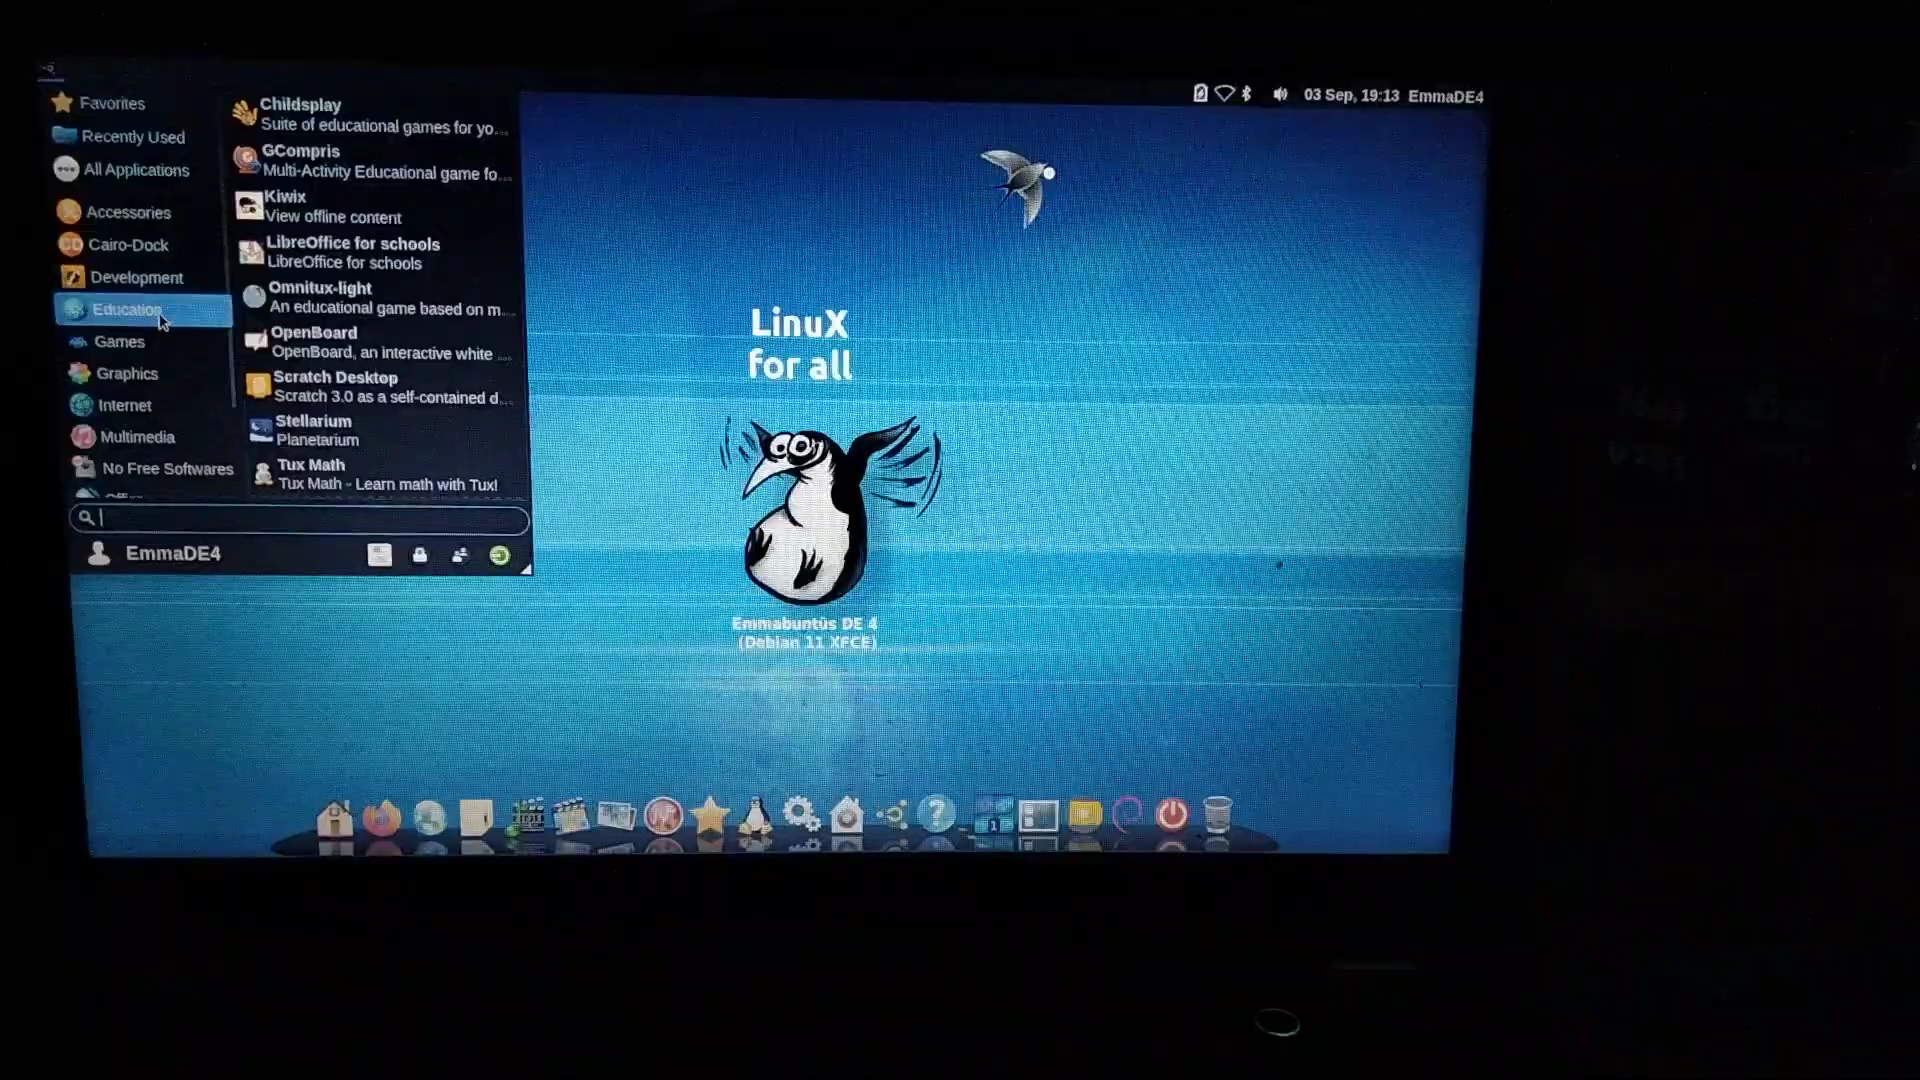 03 Sep, 19:13 EmmaDE4
Favorites
Recently Used
All Applications
Accessories
Cairo-Dock
Development
Education
Games
Graphics
Internet
Multimedia
No Free Softwares
Childsplay
Suite of educational games for yo...
GCompris
Multi-Activity Educational game fo...
Kiwix
View offline content
LibreOffice for schools
LibreOffice for schools
Omnitux-light
An educational game based on m...
OpenBoard
OpenBoard, an interactive white ...
Scratch Desktop
Scratch 3.0 as a self-contained d...
Stellarium
Planetarium
Tux Math
Tux Math - Learn math with Tux!
EmmaDE4
LinuX
for all
Emmabuntüs DE 4
(Debian 11 XFCE)
1